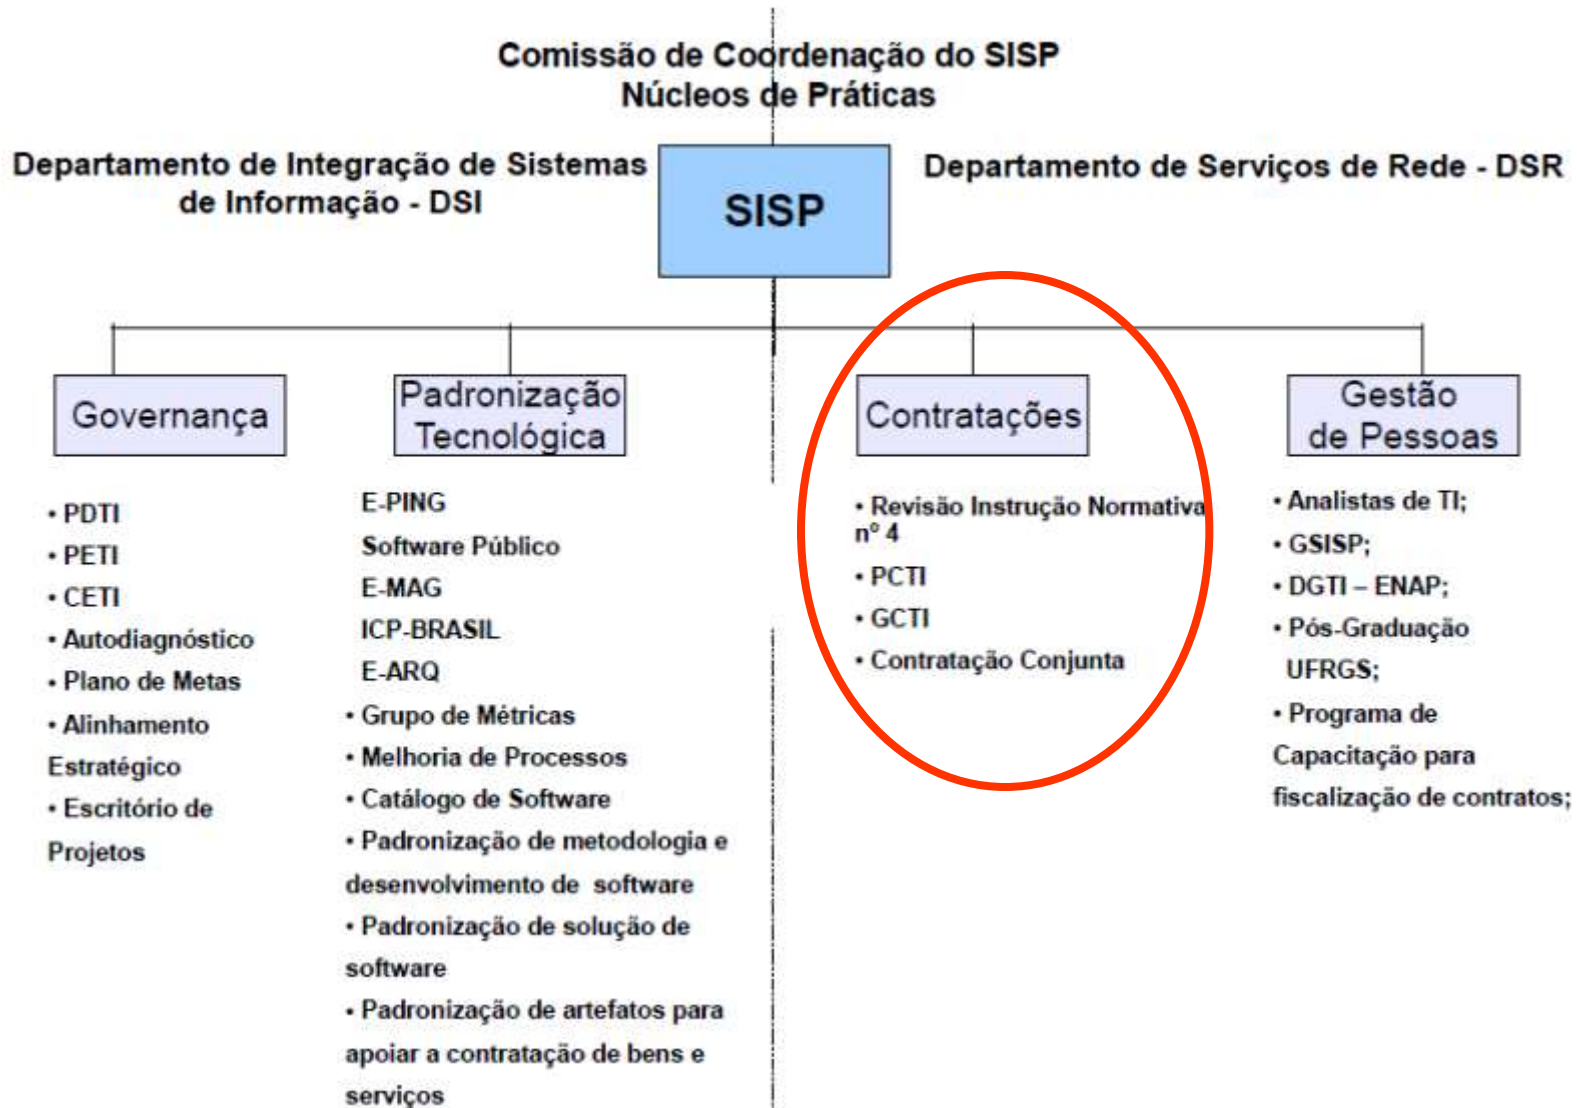 Comissão de Coordenação do SISP
Núcleos de Práticas
Departamento de Integração de Sistemas
de Informação - DSI
SISP
Departamento de Serviços de Rede - DSR
Governança
• PDTI
• PETI
• CETI
• Autodiagnóstico
• Plano de Metas
• Alinhamento
Estratégico
• Escritório de
Projetos
Padronização
Tecnológica
E-PING
Software Público
E-MAG
ICP-BRASIL
E-ARQ
• Grupo de Métricas
• Melhoria de Processos
• Catálogo de Software
• Padronização de metodologia e
desenvolvimento de software
• Padronização de solução de
software
• Padronização de artefatos para
apoiar a contratação de bens e
serviços
Contratações
• Revisão Instrução Normativa
nº 4
• PCTI
• GCTI
• Contratação Conjunta
Gestão
de Pessoas
• Analistas de TI;
• GSISP;
• DGTI – ENAP;
• Pós-Graduação
UFRGS;
• Programa de
Capacitação para
fiscalização de contratos;